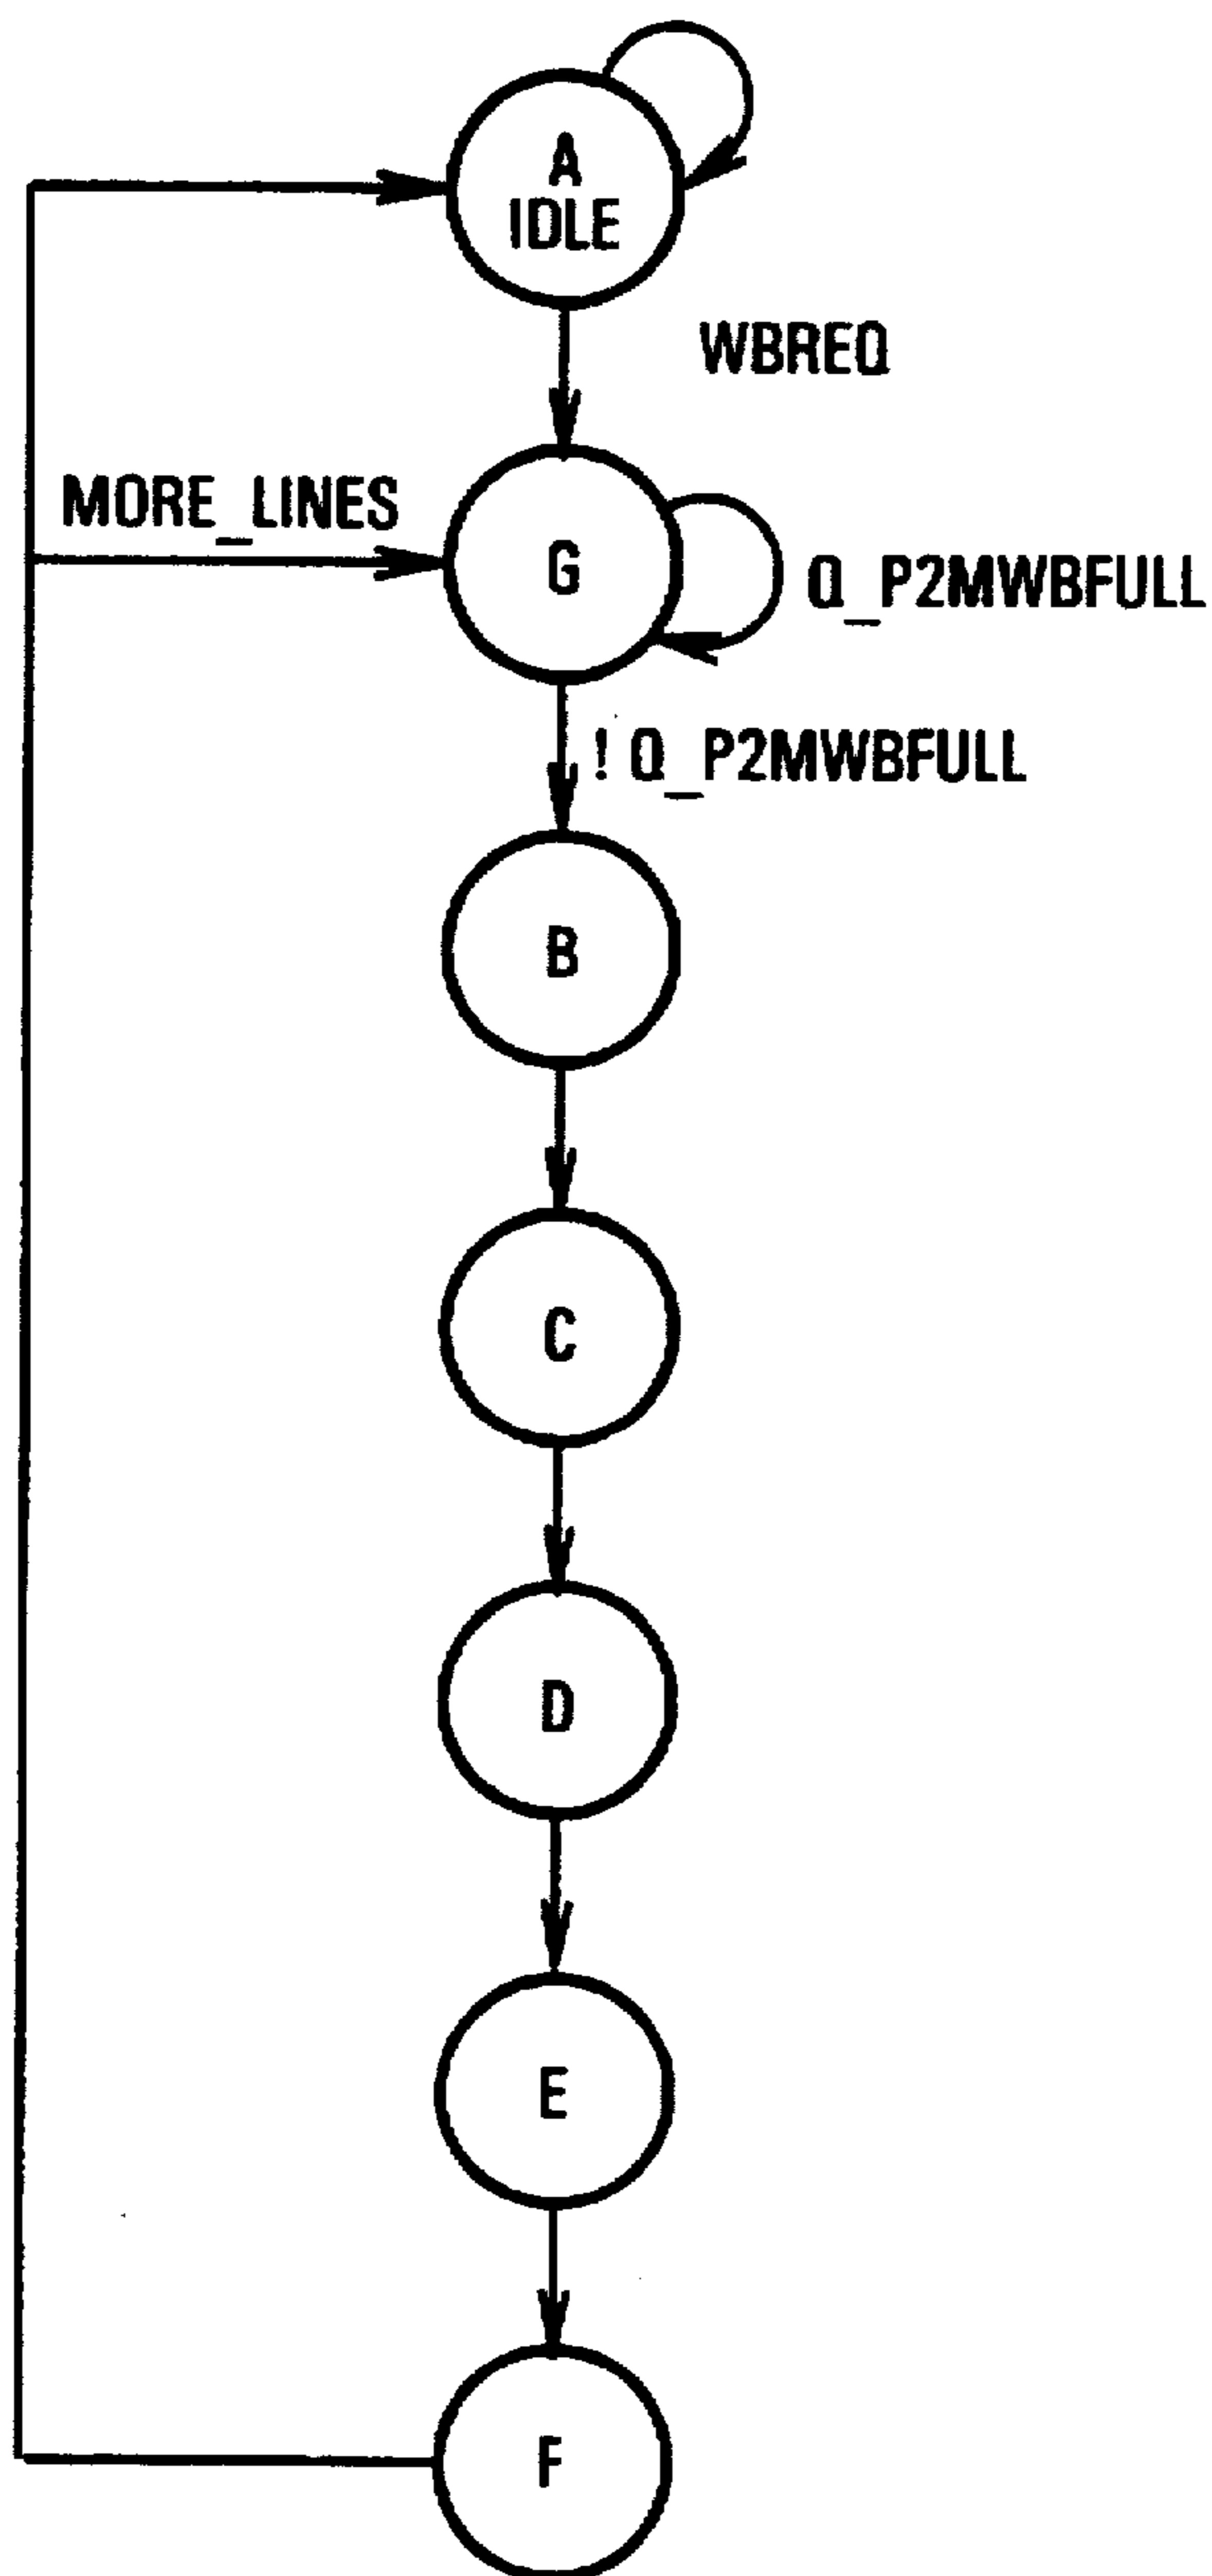 A
IDLE
WBREQ
MORE_LINES
G
Q_P2MWBFULL
! Q_P2MWBFULL
B
C
D
E
F